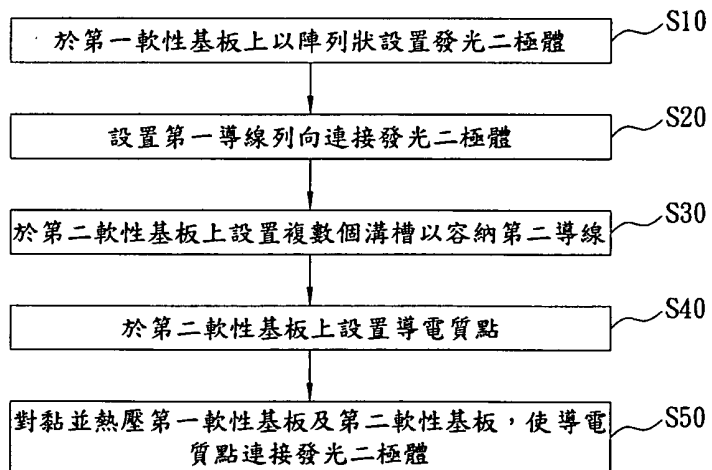 於第一軟性基板上以陣列狀設置發光二極體
S10
設置第一導線列向連接發光二極體
S20
於第二軟性基板上設置複數個溝槽以容納第二導線
S30
於第二軟性基板上設置導電質點
S40
對黏並熱壓第一軟性基板及第二軟性基板，使導電
質點連接發光二極體
S50